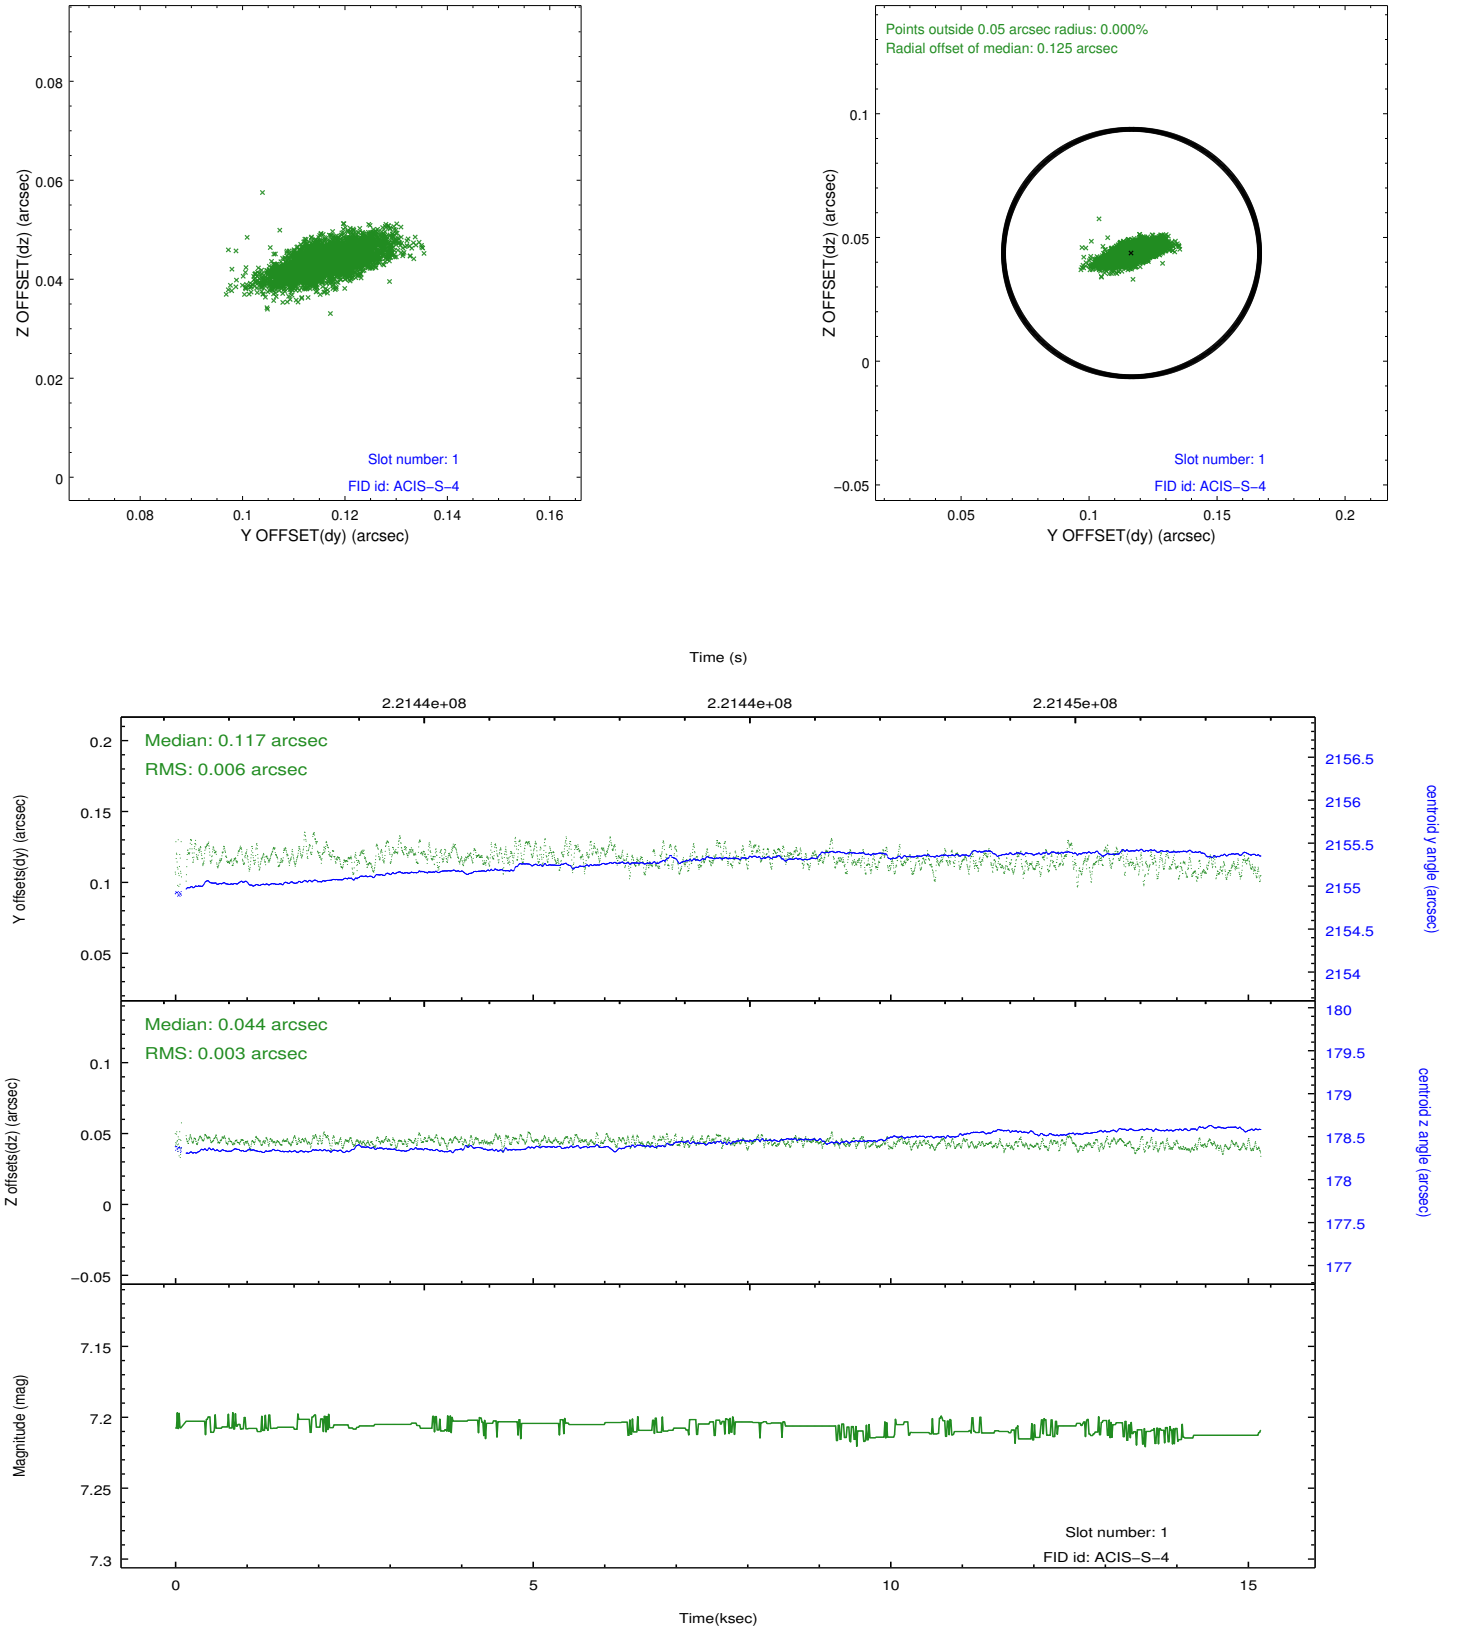 0.08
0.06
0.04
0.02
0
Z OFFSET(dz) (arcsec)
Slot number: 1
FID id: ACIS−S−4
0.08 0.1 0.12 0.14 0.16
Y OFFSET(dy) (arcsec)
Points outside 0.05 arcsec radius: 0.000%
Radial offset of median: 0.125 arcsec
0.1
0.05
0
−0.05
Z OFFSET(dz) (arcsec)
Slot number: 1
FID id: ACIS−S−4
0.05 0.1 0.15 0.2
Y OFFSET(dy) (arcsec)
Time (s)
2.2144e+08 2.2144e+08 2.2145e+08
Median: 0.117 arcsec
RMS: 0.006 arcsec
0.2
0.15
0.1
0.05
Y offsets(dy) (arcsec)
2156.5
2156
2155.5
2155
2154.5
2154
centroid y angle (arcsec)
Median: 0.044 arcsec
RMS: 0.003 arcsec
0.1
0.05
0
−0.05
Z offsets(dz) (arcsec)
180
179.5
179
178.5
178
177.5
177
centroid z angle (arcsec)
7.15
7.2
7.25
7.3
Magnitude (mag)
Slot number: 1
FID id: ACIS−S−4
0 5 10 15
Time(ksec)